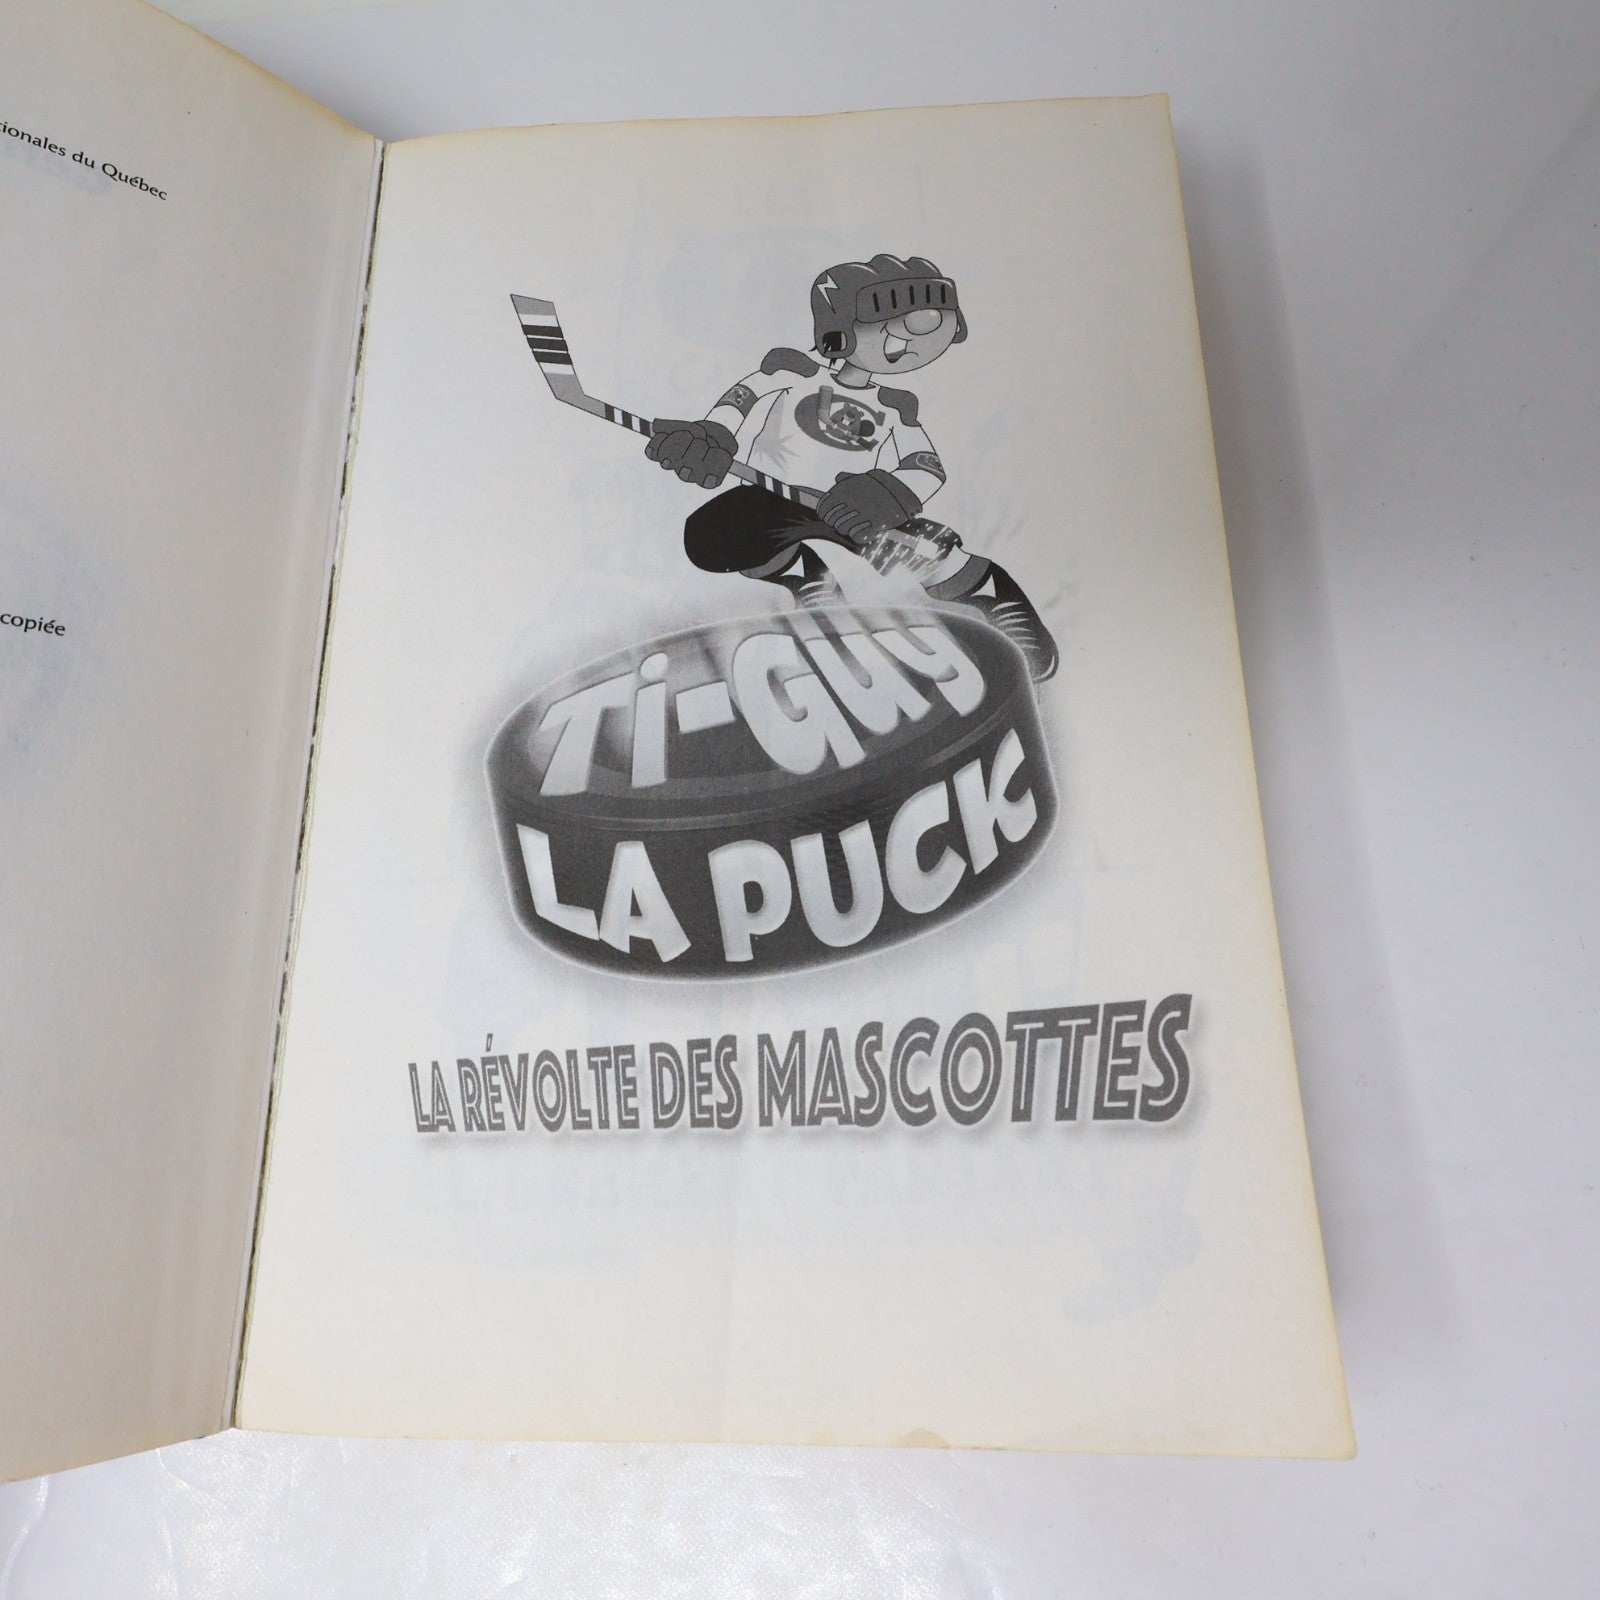 tionales du Québec
copiée
Ti-Guy
LA PUCK
LA RÉVOLTE DES MASCOTTES